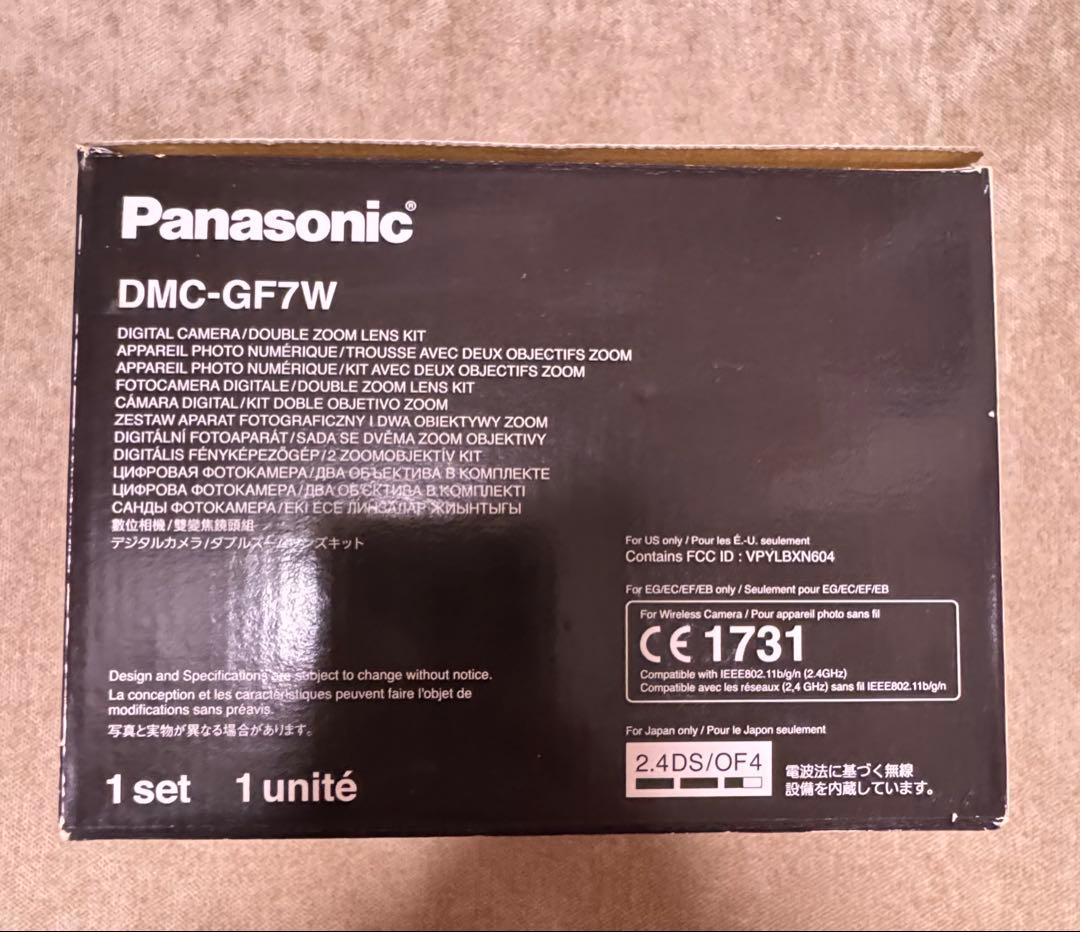 Panasonic®
DMC-GF7W
DIGITAL CAMERA/DOUBLE ZOOM LENS KIT
APPAREIL PHOTO NUMÉRIQUE/TROUSSE AVEC DEUX OBJECTIFS ZOOM
APPAREIL PHOTO NUMÉRIQUE/KIT AVEC DEUX OBJECTIFS ZOOM
FOTOCAMERA DIGITALE/DOUBLE ZOOM LENS KIT
CÁMARA DIGITAL/KIT DOBLE OBJETIVO ZOOM
ZESTAW APARAT FOTOGRAFICZNY I DWA OBIEKTYWY ZOOM
DIGITÁLNÍ FOTOAPARÁT/SADA SE DVĚMA ZOOM OBJEKTIVY
DIGITÁLIS FÉNYKÉPEZŐGÉP/2 ZOOMOBJEKTÍV KIT
ЦИФРОВАЯ ФОТОКАМЕРА/ДВА ОБЪЕКТИВА В КОМПЛЕКТЕ
ЦИФРОВА ФОТОКАМЕРА/ДВА ОБ'ЄКТИВА В КОМПЛЕКТІ
САНДЫ ФОТОКАМЕРА/ЕКІ ЕСЕ ЛИНЗАЛАР ЖИЫНТЫҒЫ
數位相機/雙變焦鏡頭組
デジタルカメラ/ダブルズームレンズキット
Design and Specifications are subject to change without notice.
La conception et les caractéristiques peuvent faire l'objet de
modifications sans préavis.
写真と実物が異なる場合があります。
1 set 1 unité
For US only / Pour les É.-U. seulement
Contains FCC ID : VPYLBXN604
For EG/EC/EF/EB only / Seulement pour EG/EC/EF/EB
For Wireless Camera / Pour appareil photo sans fil
CE 1731
Compatible with IEEE802.11b/g/n (2.4GHz)
Compatible avec les réseaux (2,4 GHz) sans fil IEEE802.11b/g/n
For Japan only / Pour le Japon seulement
2.4DS/OF4
電波法に基づく無線
設備を内蔵しています。